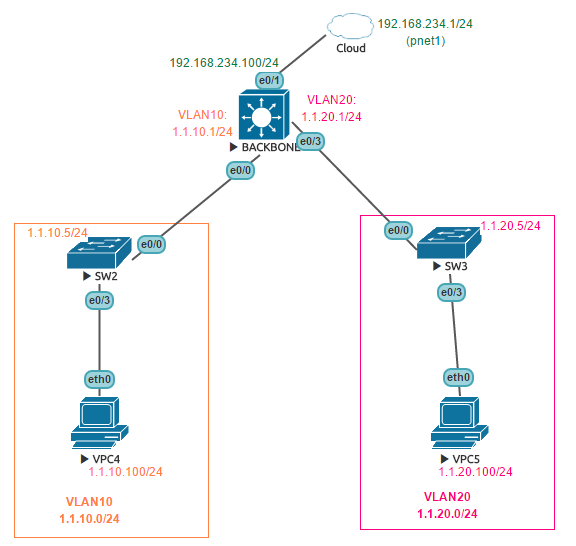 192.168.234.1/24
(pnet1)
Cloud
192.168.234.100/24
e0/1
VLAN10:
1.1.10.1/24
VLAN20:
1.1.20.1/24
BACKBONE
e0/3
e0/0
1.1.10.5/24
e0/0
SW2
e0/3
eth0
VPC4
1.1.10.100/24
VLAN10
1.1.10.0/24
1.1.20.5/24
e0/0
SW3
e0/3
eth0
VPC5
1.1.20.100/24
VLAN20
1.1.20.0/24